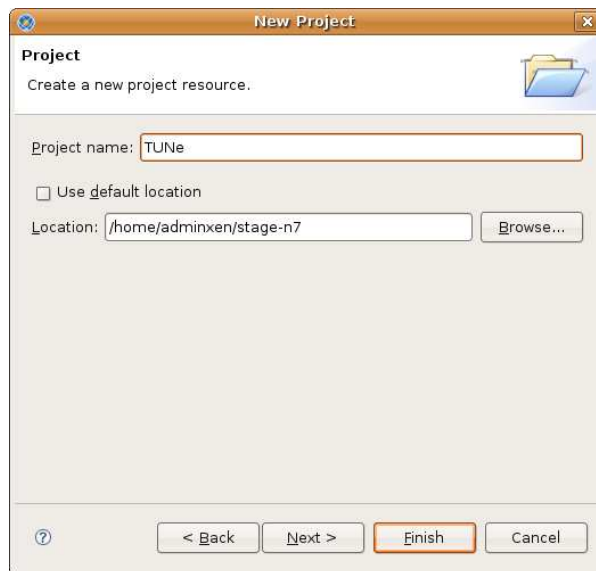 New Project
Project
Create a new project resource.
Project name: TUNe
Use default location
Location: /home/adminxen/stage-n7 Browse...
? < Back Next > Finish Cancel